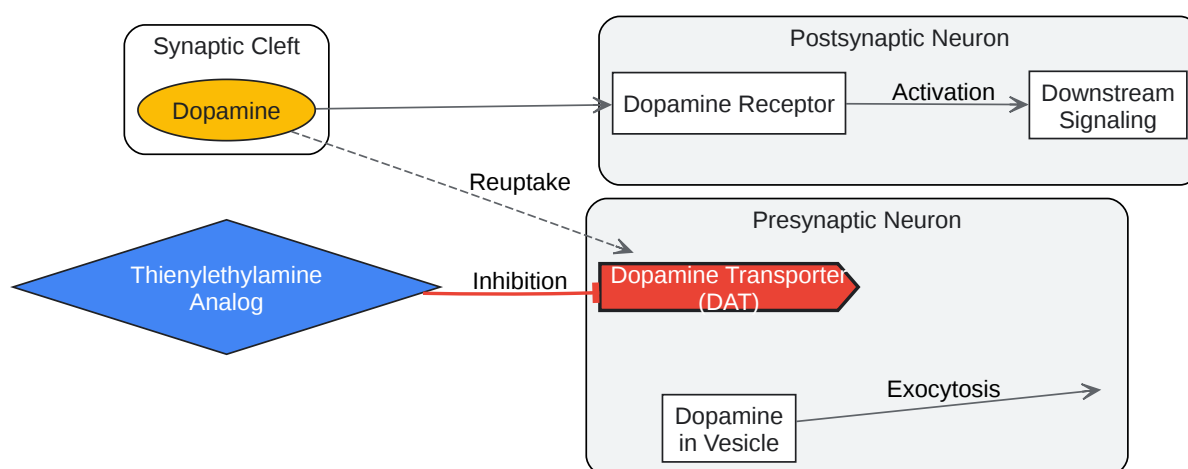 Synaptic Cleft
Dopamine
Postsynaptic Neuron
Dopamine Receptor
Activation
Downstream
Signaling
Reuptake
Thienylethylamine
Analog
Inhibition
Presynaptic Neuron
Dopamine Transporter
(DAT)
Exocytosis
Dopamine
in Vesicle